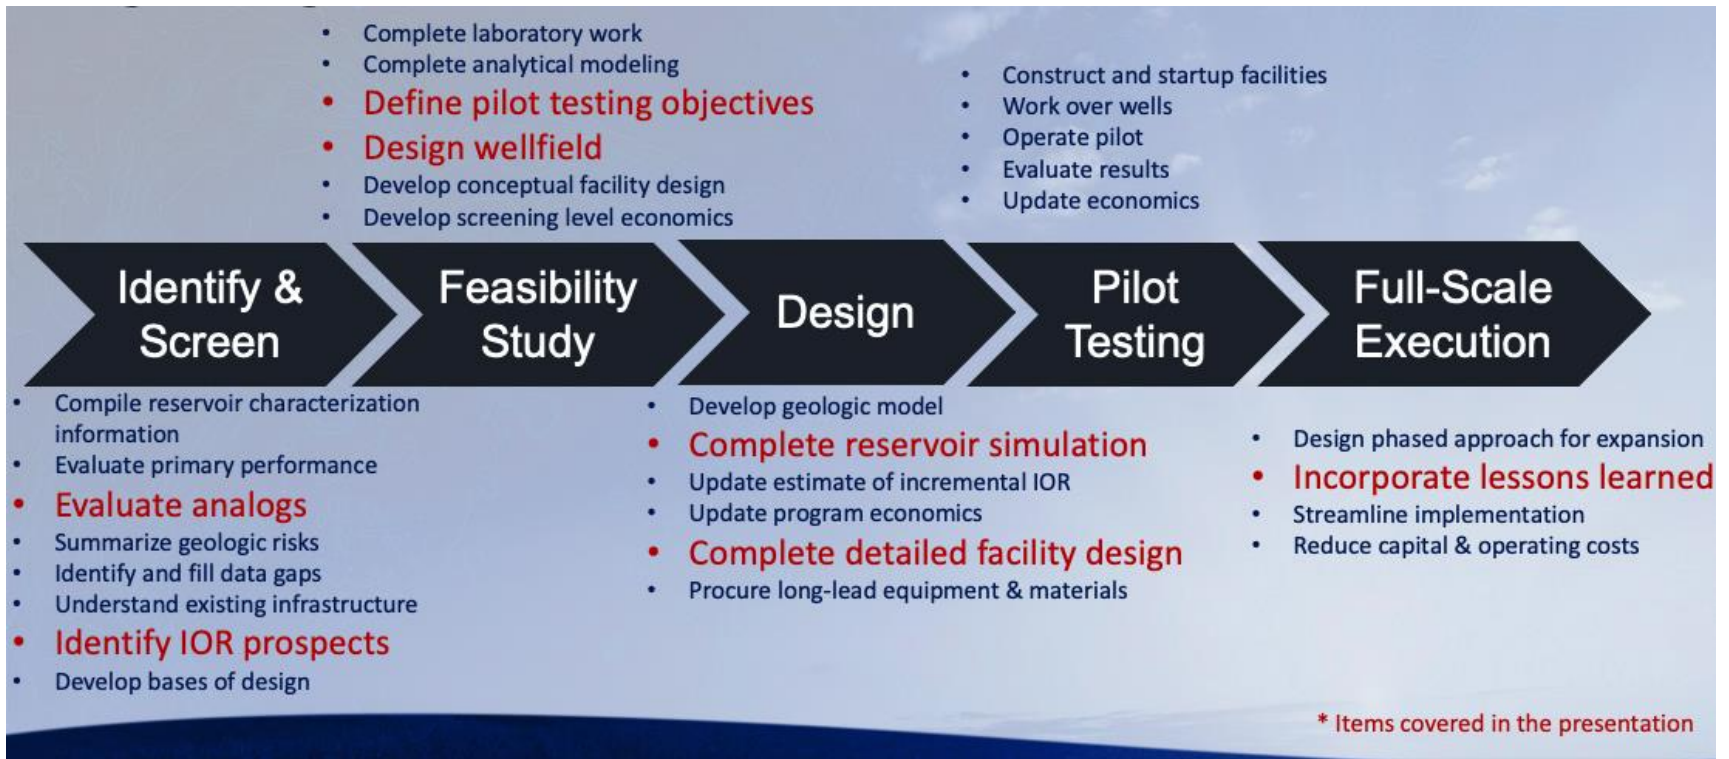 • Complete laboratory work
• Complete analytical modeling
• Define pilot testing objectives
• Design wellfield
• Develop conceptual facility design
• Develop screening level economics
• Construct and startup facilities
• Work over wells
• Operate pilot
• Evaluate results
• Update economics
Identify &
Screen
Feasibility
Study
Design
Pilot
Testing
Full-Scale
Execution
• Compile reservoir characterization
information
• Evaluate primary performance
• Evaluate analogs
• Summarize geologic risks
• Identify and fill data gaps
• Understand existing infrastructure
• Identify IOR prospects
• Develop bases of design
• Develop geologic model
• Complete reservoir simulation
• Update estimate of incremental IOR
• Update program economics
• Complete detailed facility design
• Procure long-lead equipment & materials
• Design phased approach for expansion
• Incorporate lessons learned
• Streamline implementation
• Reduce capital & operating costs
* Items covered in the presentation